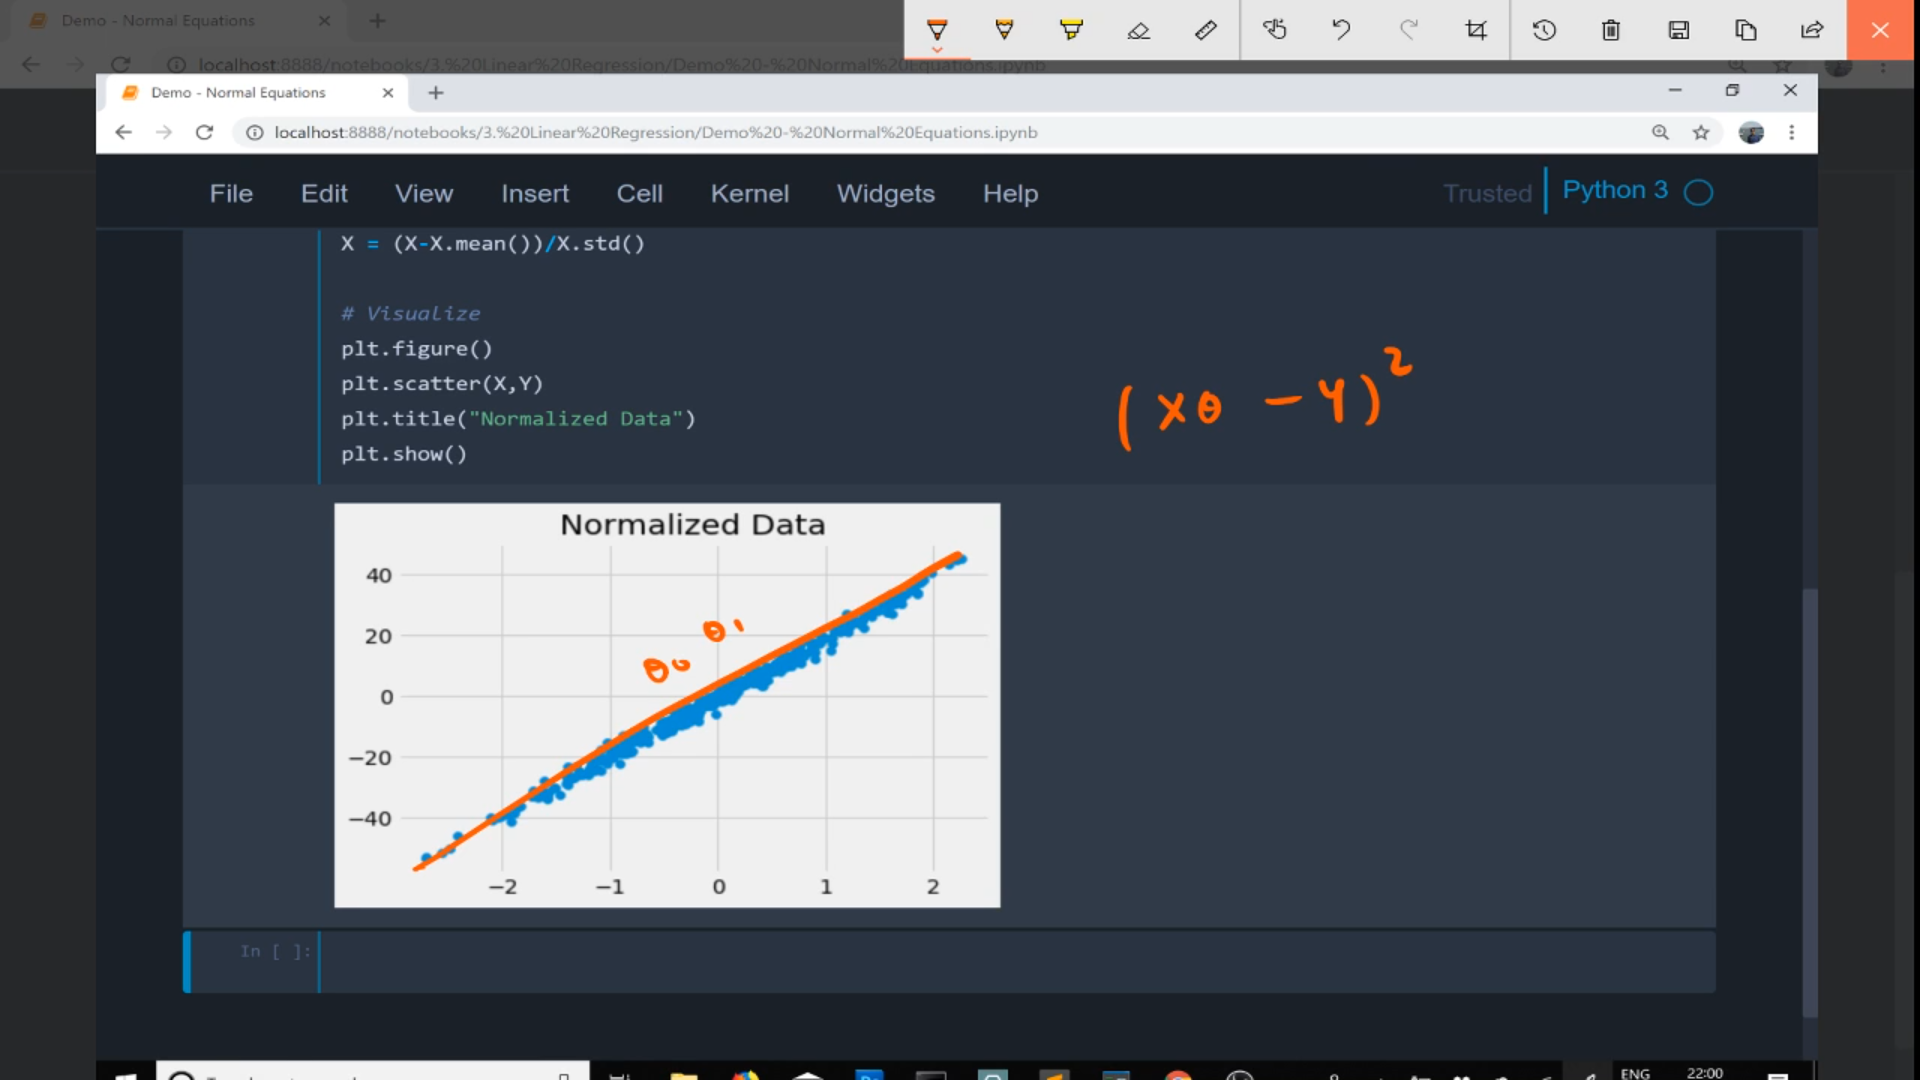 Demo - Normal Equations
localhost:8888/notebooks/3.%20Linear%20Regression/Demo%20-%20Normal%20Equations.ipynb
Demo - Normal Equations
localhost:8888/notebooks/3.%20Linear%20Regression/Demo%20-%20Normal%20Equations.ipynb
File Edit View Insert Cell Kernel Widgets Help Trusted Python 3
X = (X-X.mean())/X.std()
# Visualize
plt.figure()
plt.scatter(X,Y)
plt.title("Normalized Data")
plt.show()
(xθ - y)²
Normalized Data
40
20
0
−20
−40
θ₀ θ₁
−2 −1 0 1 2
In [ ]:
ENG 22:00